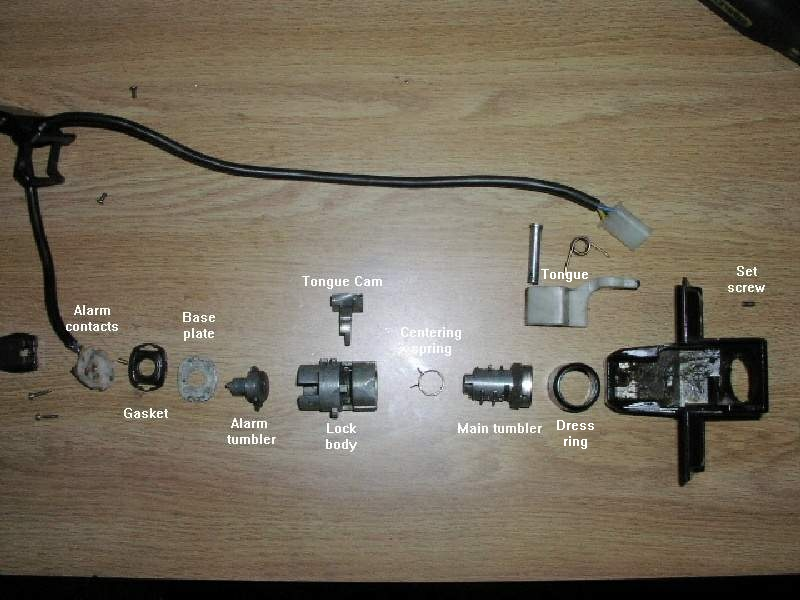 Tongue
Set
screw
Tongue Cam
Alarm
contacts
Base
plate
Centering
spring
Gasket
Alarm
tumbler
Lock
body
Main tumbler
Dress
ring